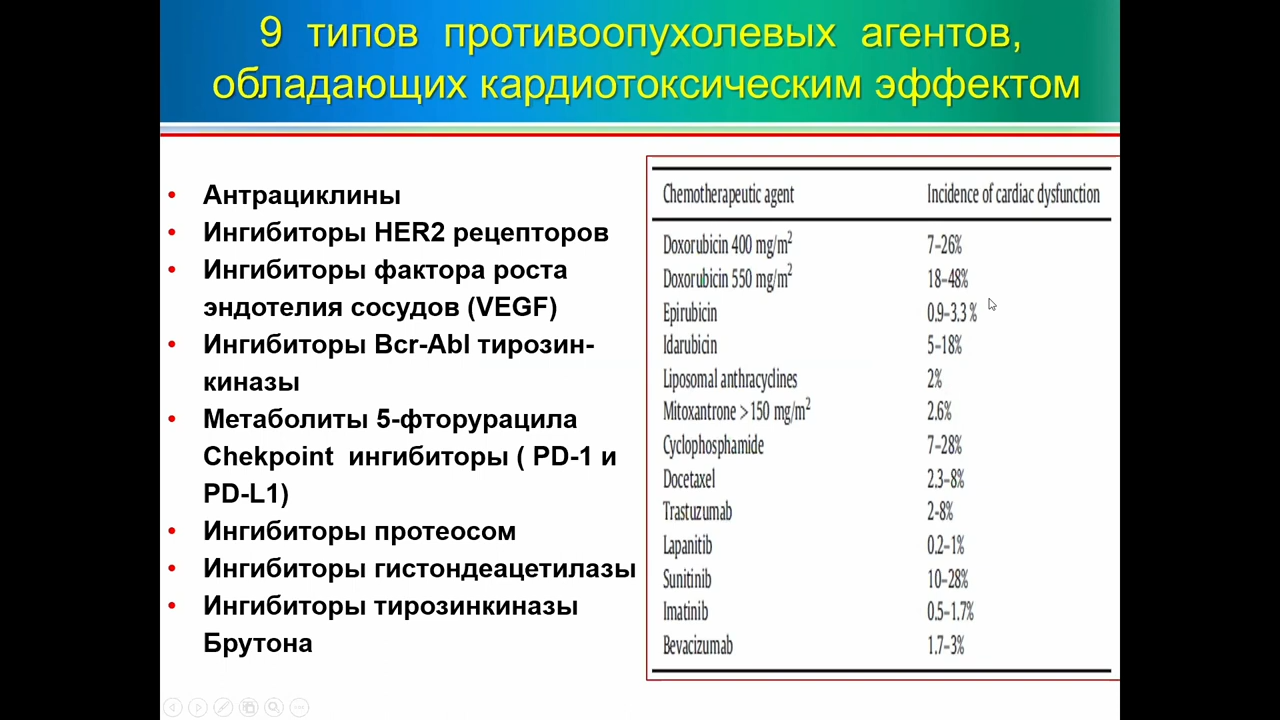 9 типов противоопухолевых агентов,
обладающих кардиотоксическим эффектом
• Антрациклины
• Ингибиторы HER2 рецепторов
• Ингибиторы фактора роста
эндотелия сосудов (VEGF)
• Ингибиторы Bcr-Abl тирозин-
киназы
• Метаболиты 5-фторурацила
Chekpoint ингибиторы ( PD-1 и
PD-L1)
• Ингибиторы протеосом
• Ингибиторы гистондеацетилазы
• Ингибиторы тирозинкиназы
Брутона
Chemotherapeutic agent Incidence of cardiac dysfunction
Doxorubicin 400 mg/m² 7–26%
Doxorubicin 550 mg/m² 18–48%
Epirubicin 0.9–3.3 %
Idarubicin 5–18%
Liposomal anthracyclines 2%
Mitoxantrone >150 mg/m² 2.6%
Cyclophosphamide 7–28%
Docetaxel 2.3–8%
Trastuzumab 2-8%
Lapanitib 0.2–1%
Sunitinib 10–28%
Imatinib 0.5–1.7%
Bevacizumab 1.7–3%